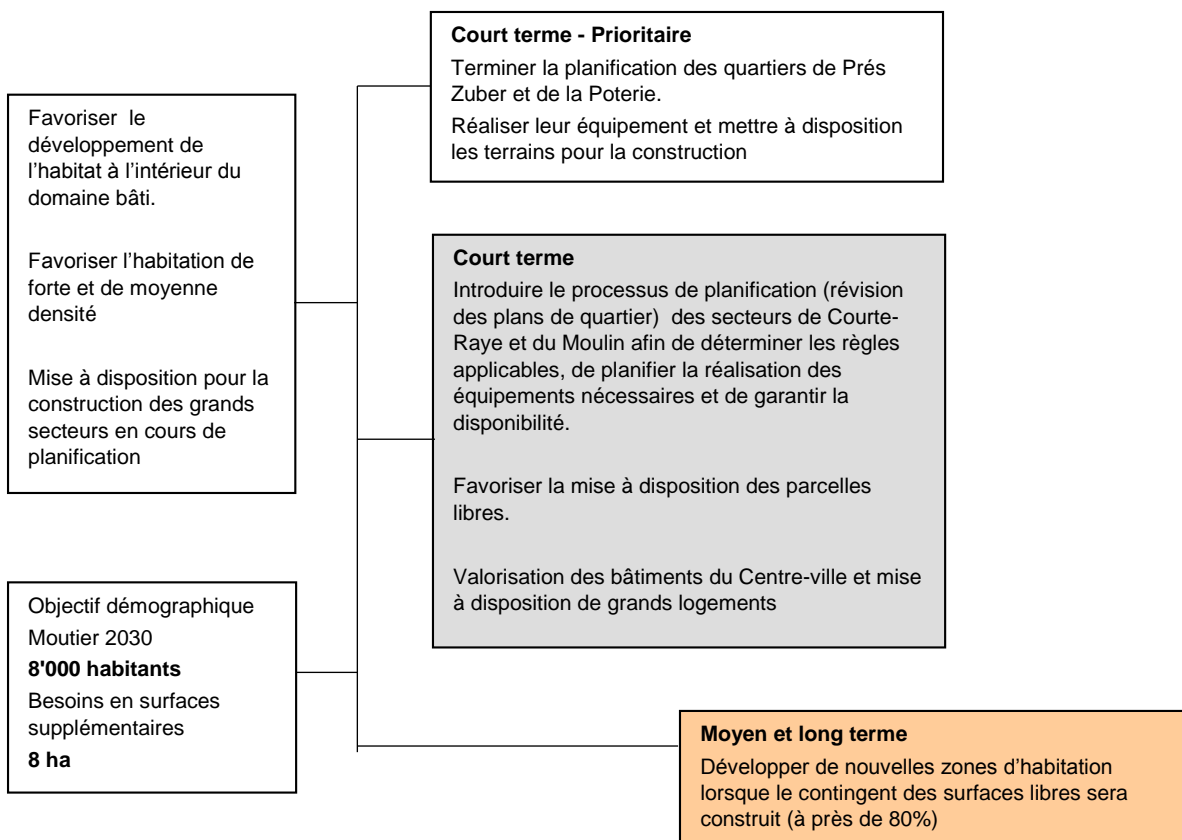 Favoriser le
développement de
l'habitat à l'intérieur du
domaine bâti.
Favoriser l'habitation de
forte et de moyenne
densité
Mise à disposition pour la
construction des grands
secteurs en cours de
planification
Objectif démographique
Moutier 2030
8'000 habitants
Besoins en surfaces
supplémentaires
8 ha
Court terme - Prioritaire
Terminer la planification des quartiers de Prés
Zuber et de la Poterie.
Réaliser leur équipement et mettre à disposition
les terrains pour la construction
Court terme
Introduire le processus de planification (révision
des plans de quartier) des secteurs de Courte-
Raye et du Moulin afin de déterminer les règles
applicables, de planifier la réalisation des
équipements nécessaires et de garantir la
disponibilité.
Favoriser la mise à disposition des parcelles
libres.
Valorisation des bâtiments du Centre-ville et mise
à disposition de grands logements
Moyen et long terme
Développer de nouvelles zones d'habitation
lorsque le contingent des surfaces libres sera
construit (à près de 80%)